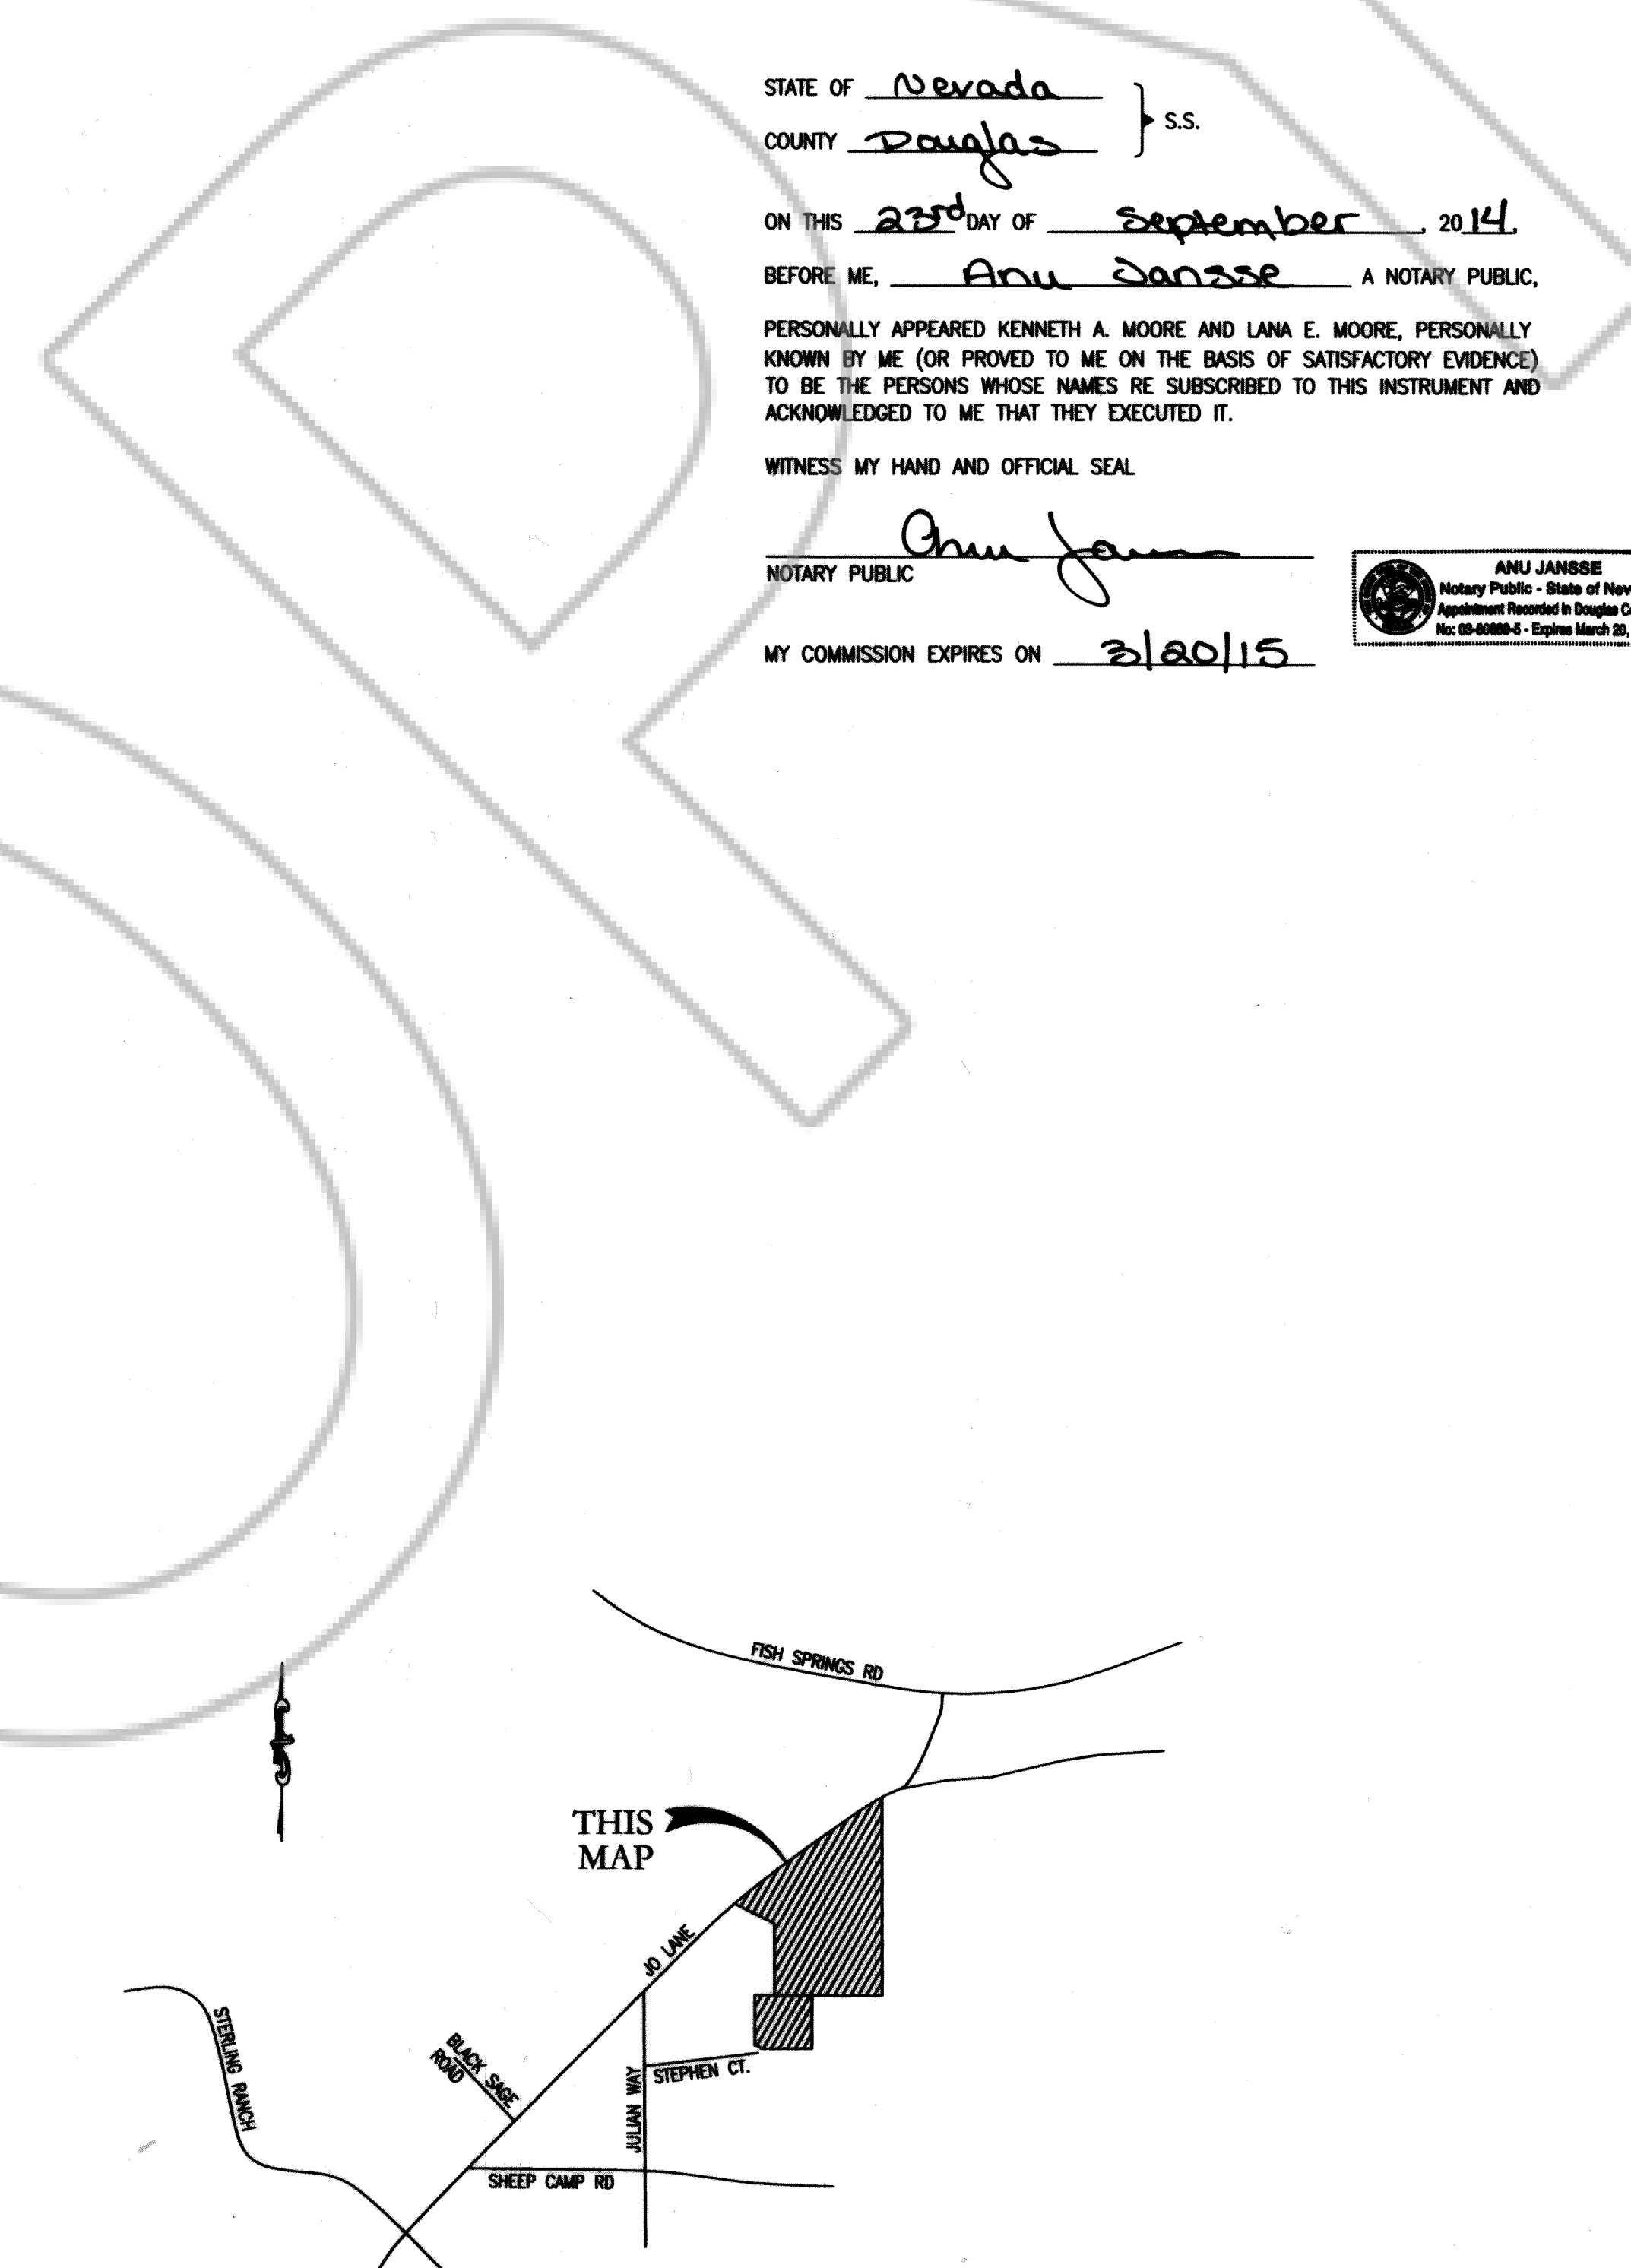 STATE OF Nevada
COUNTY Douglas
S.S.
ON THIS 23rd DAY OF September, 2014.
BEFORE ME, Anu Jansse A NOTARY PUBLIC,
PERSONALLY APPEARED KENNETH A. MOORE AND LANA E. MOORE, PERSONALLY
KNOWN BY ME (OR PROVED TO ME ON THE BASIS OF SATISFACTORY EVIDENCE)
TO BE THE PERSONS WHOSE NAMES RE SUBSCRIBED TO THIS INSTRUMENT AND
ACKNOWLEDGED TO ME THAT THEY EXECUTED IT.
WITNESS MY HAND AND OFFICIAL SEAL
NOTARY PUBLIC
ANU JANSSE
Notary Public - State of Nev
Appointment Recorded in Douglas Co
No: - Expires March 20,
MY COMMISSION EXPIRES ON 3/20/15
FISH SPRINGS RD
THIS
MAP
JO LANE
STERLING RANCH
BLACK SAGE
ROAD
JULIAN WAY
STEPHEN CT.
SHEEP CAMP RD